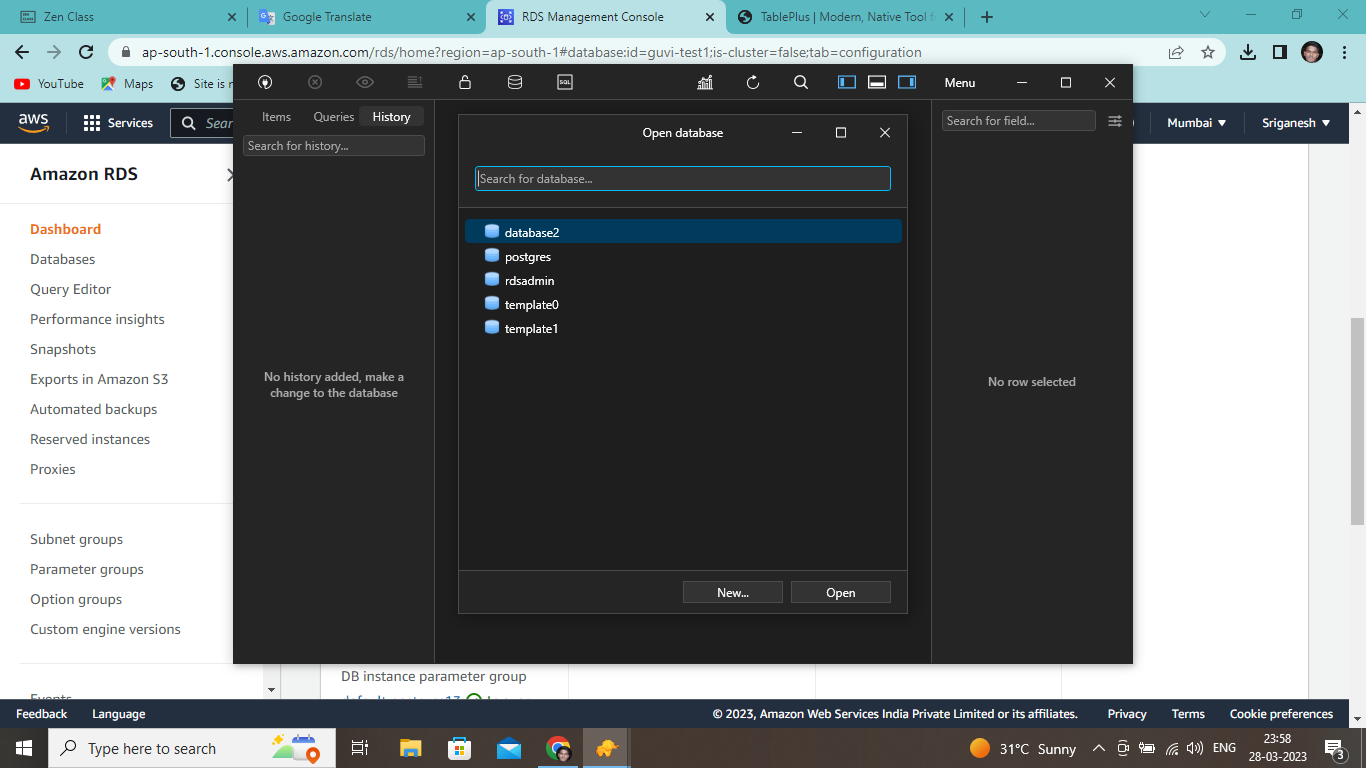 Zen Class
Google Translate
RDS Management Console
TablePlus | Modern, Native Tool f
ap-south-1.console.aws.amazon.com/rds/home?region=ap-south-1#database:id=guvi-test1;is-cluster=false;tab=configuration
YouTube
Maps
Site is
aws
Services
Sear
Mumbai
Sriganesh
SQL
Menu
Items
Queries
History
Search for history...
No history added, make a
change to the database
Open database
Search for database...
database2
postgres
rdsadmin
template0
template1
New...
Open
Search for field...
No row selected
Amazon RDS
Dashboard
Databases
Query Editor
Performance insights
Snapshots
Exports in Amazon S3
Automated backups
Reserved instances
Proxies
Subnet groups
Parameter groups
Option groups
Custom engine versions
Events
DB instance parameter group
Feedback
Language
© 2023, Amazon Web Services India Private Limited or its affiliates.
Privacy
Terms
Cookie preferences
Type here to search
31°C Sunny
ENG
23:58
28-03-2023
3